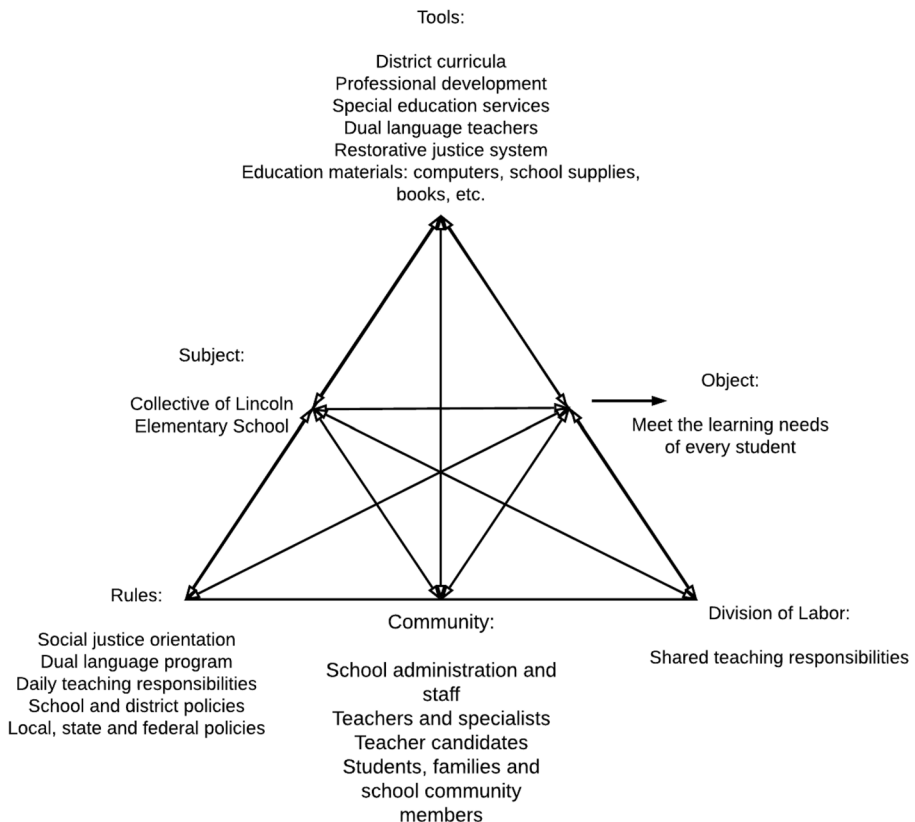 Tools:
District curricula
Professional development
Special education services
Dual language teachers
Restorative justice system
Education materials: computers, school supplies,
books, etc.
Subject:
Collective of Lincoln
Elementary School
Object:
Meet the learning needs
of every student
Rules:
Social justice orientation
Dual language program
Daily teaching responsibilities
School and district policies
Local, state and federal policies
Community:
School administration and
staff
Teachers and specialists
Teacher candidates
Students, families and
school community
members
Division of Labor:
Shared teaching responsibilities